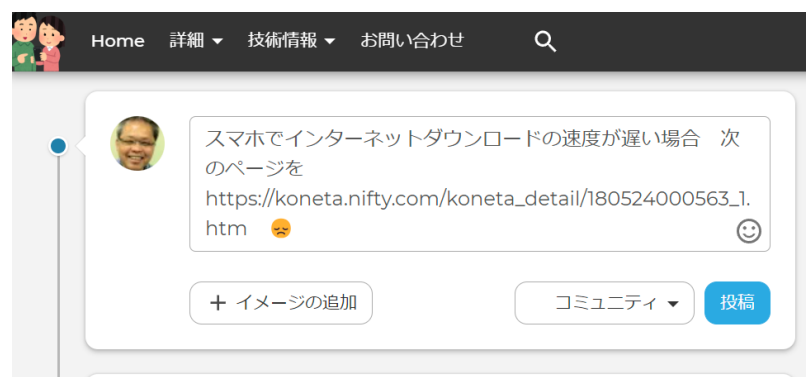 Home 詳細 技術情報 お問い合わせ
スマホでインターネットダウンロードの速度が遅い場合　次
のページを
https://koneta.nifty.com/koneta_detail/180524000563_1.
htm 😞
+ イメージの追加
コミュニティ
投稿